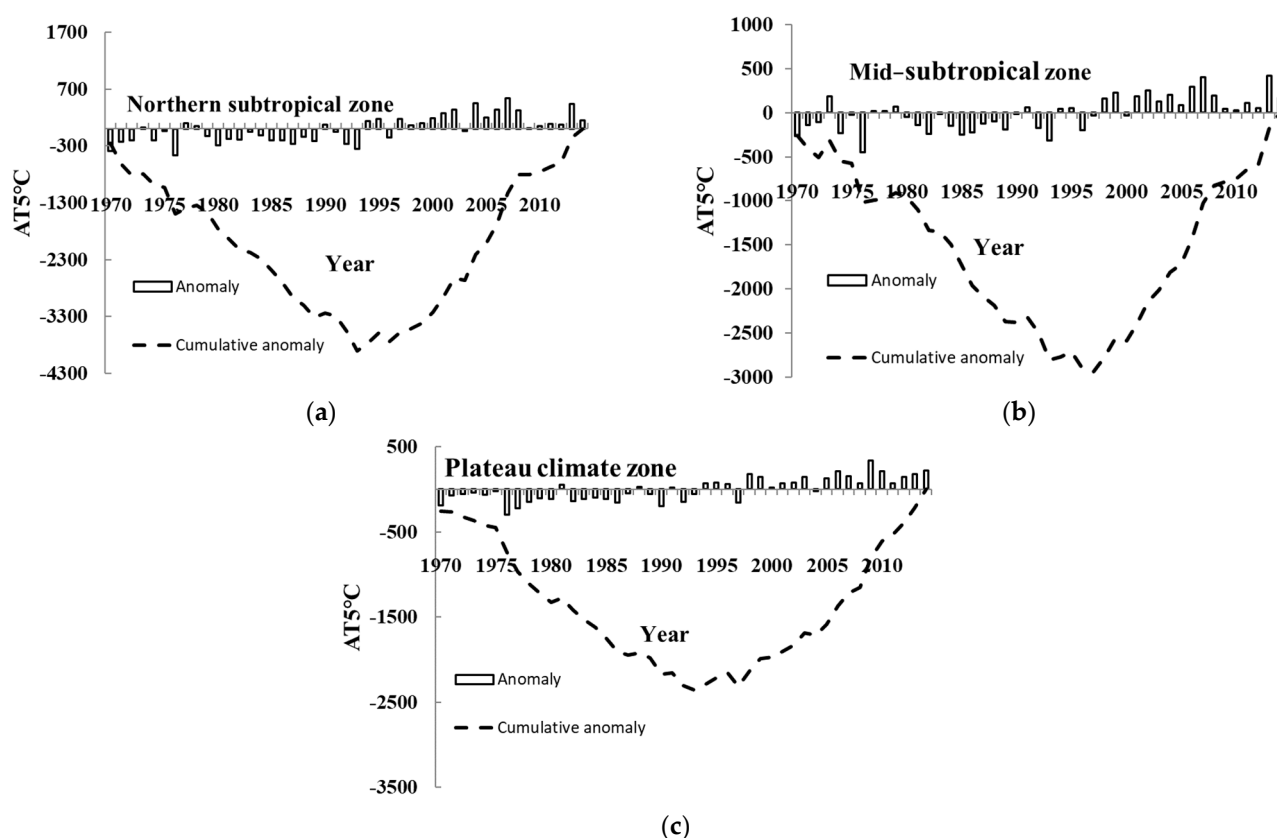 1700
700
-300
-1300
-2300
-3300
-4300
AT5°C
Northern subtropical zone
1970 1975 1980 1985 1990 1995 2000 2005 2010
Year
Anomaly
Cumulative anomaly
(a)
1000
500
0
-500
-1000
-1500
-2000
-2500
-3000
AT5°C
Mid-subtropical zone
1970 1975 1980 1985 1990 1995 2000 2005 2010
Year
Anomaly
Cumulative anomaly
(b)
500
-500
-1500
-2500
-3500
AT5°C
Plateau climate zone
1970 1975 1980 1985 1990 1995 2000 2005 2010
Year
Anomaly
Cumulative anomaly
(c)